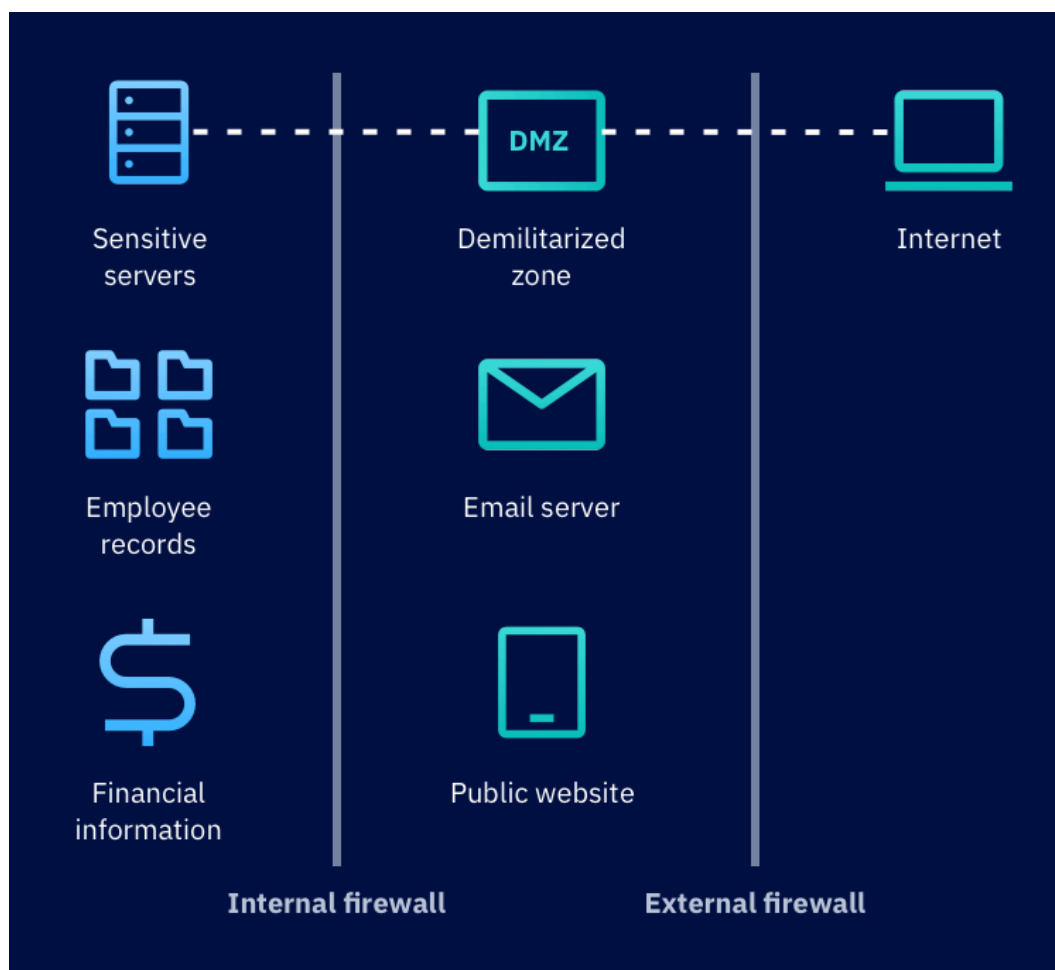 DMZ
Sensitive
servers
Demilitarized
zone
Internet
Employee
records
Email server
Financial
information
Public website
Internal firewall
External firewall